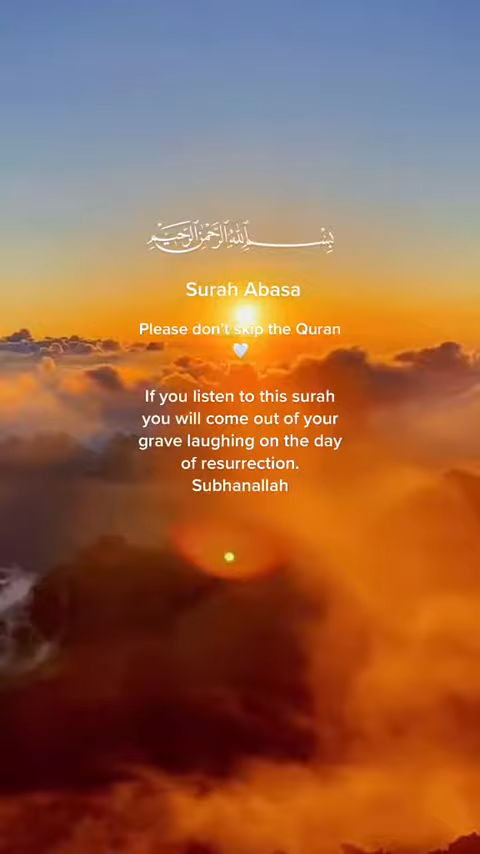 بِسْمِ اللَّهِ الرَّحْمَٰنِ الرَّحِيمِ
Surah Abasa
Please don't skip the Quran
🤍
If you listen to this surah
you will come out of your
grave laughing on the day
of resurrection.
Subhanallah